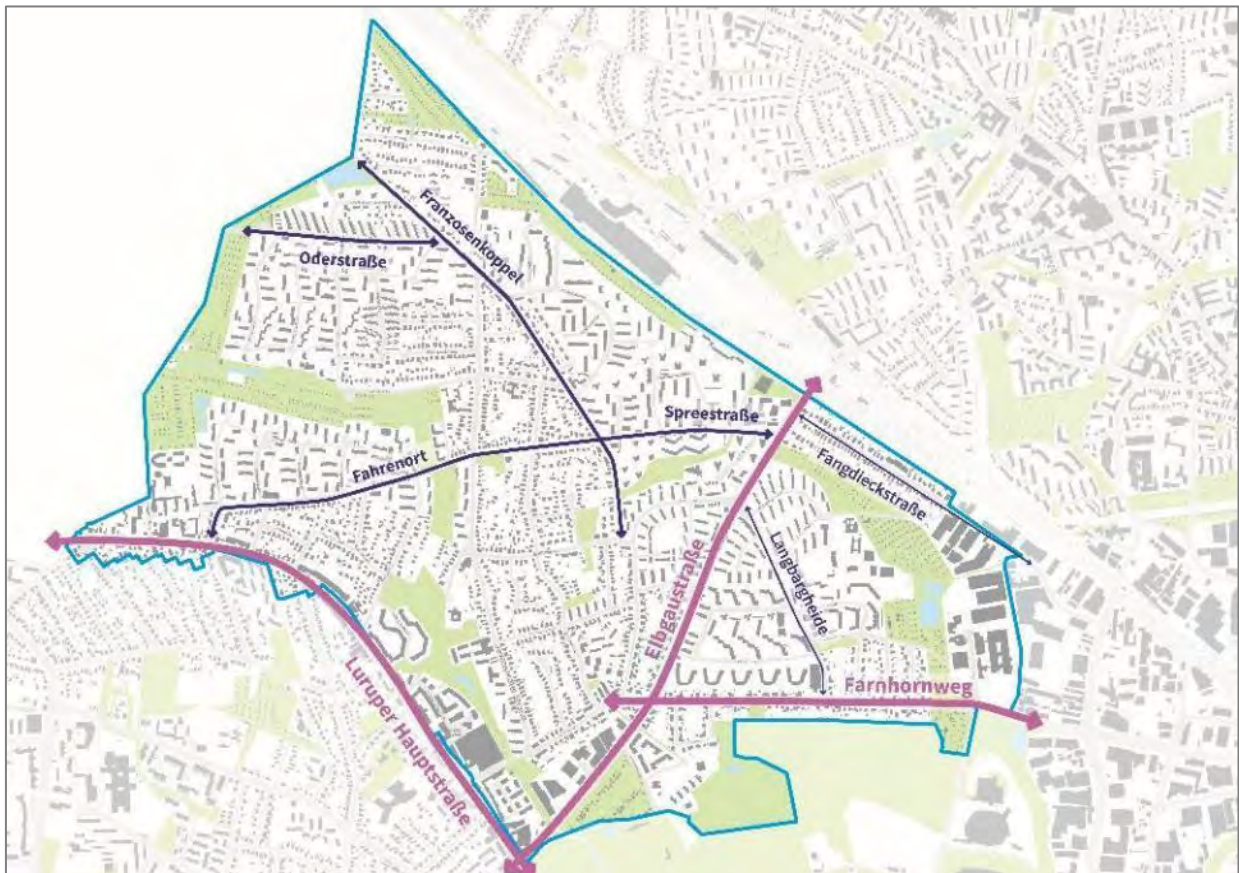 Franzosenkoppel
Oderstraße
Spreestraße
Fahrenort
Fangdieckstraße
Langbargheide
Elbgaustraße
Farnhornweg
Luruper Hauptstraße